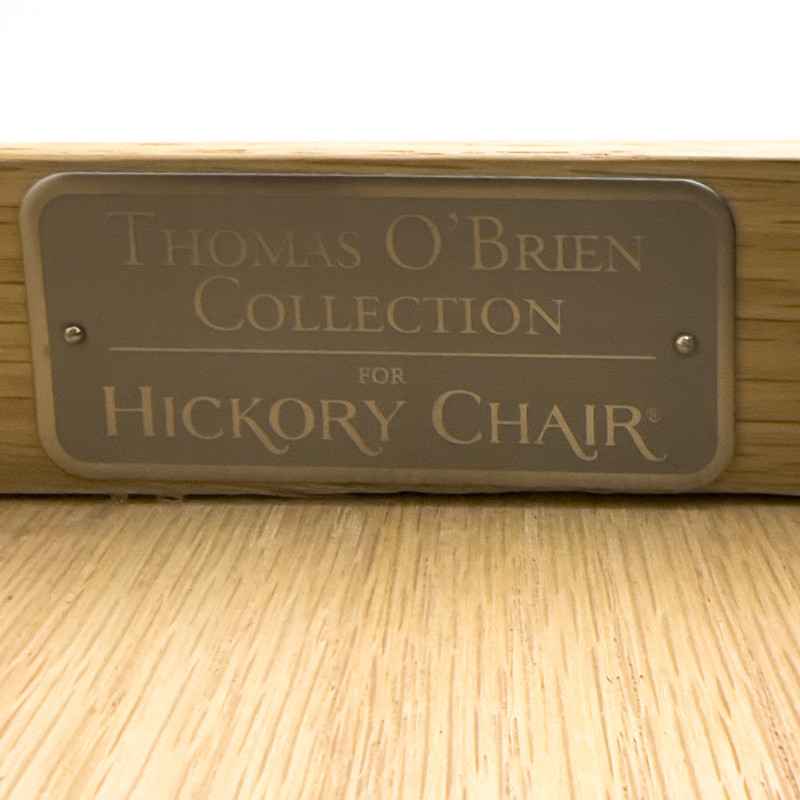 THOMAS O'BRIEN
COLLECTION
FOR
HICKORY CHAIR®